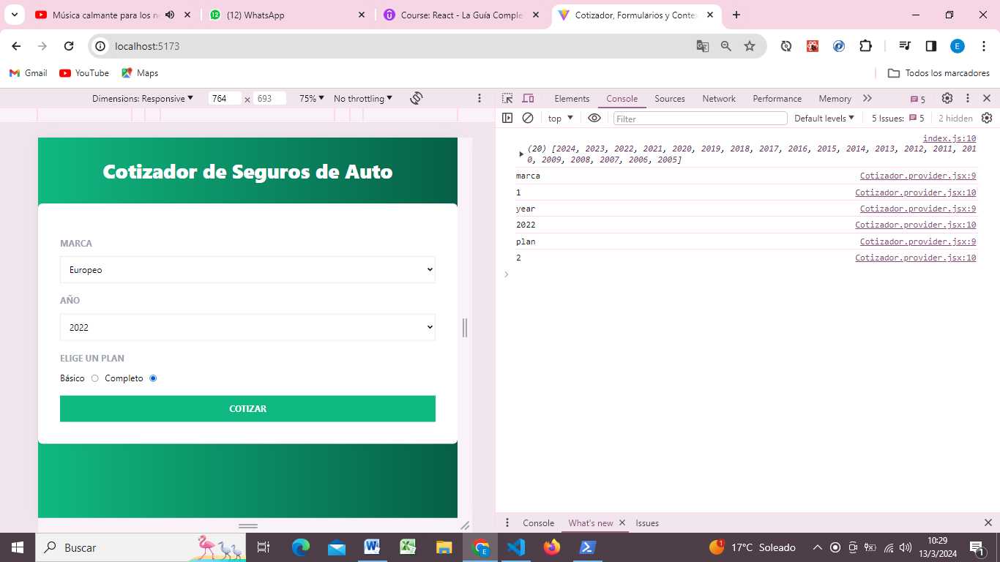 Música calmante para los ne
(12) WhatsApp
Course: React - La Guía Comple
Cotizador, Formularios y Conte
localhost:5173
E
Gmail
YouTube
Maps
Todos los marcadores
Dimensions: Responsive
764
x
693
75%
No throttling
Elements
Console
Sources
Network
Performance
Memory
5
top
Filter
Default levels
5 Issues:
5
2 hidden
Cotizador de Seguros de Auto
MARCA
Europeo
AÑO
2022
ELIGE UN PLAN
Básico
Completo
COTIZAR
index.js:10
(20) [2024, 2023, 2022, 2021, 2020, 2019, 2018, 2017, 2016, 2015, 2014, 2013, 2012, 2011, 201
0, 2009, 2008, 2007, 2006, 2005]
marca Cotizador.provider.jsx:9
1 Cotizador.provider.jsx:10
year Cotizador.provider.jsx:9
2022 Cotizador.provider.jsx:10
plan Cotizador.provider.jsx:9
2 Cotizador.provider.jsx:10
Console
What's new
Issues
Buscar
1
17°C Soleado
10:29
13/3/2024
1